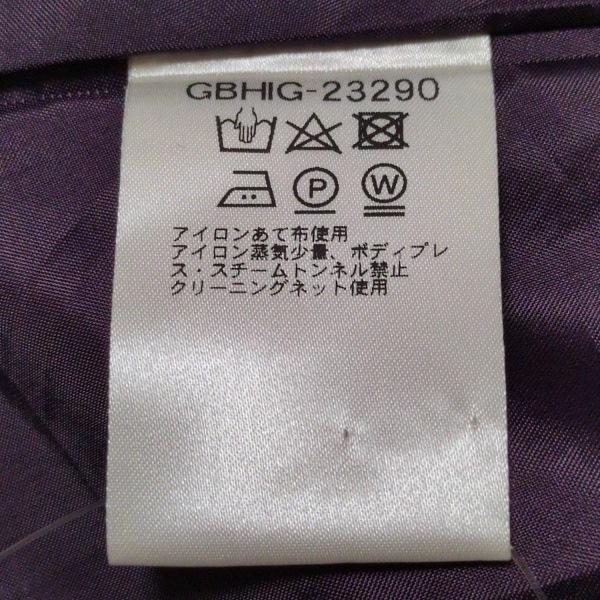 GBHIG-23290
P W
アイロンあて布使用
アイロン蒸気少量、ボディプレ
ス・スチームトンネル禁止
クリーニングネット使用